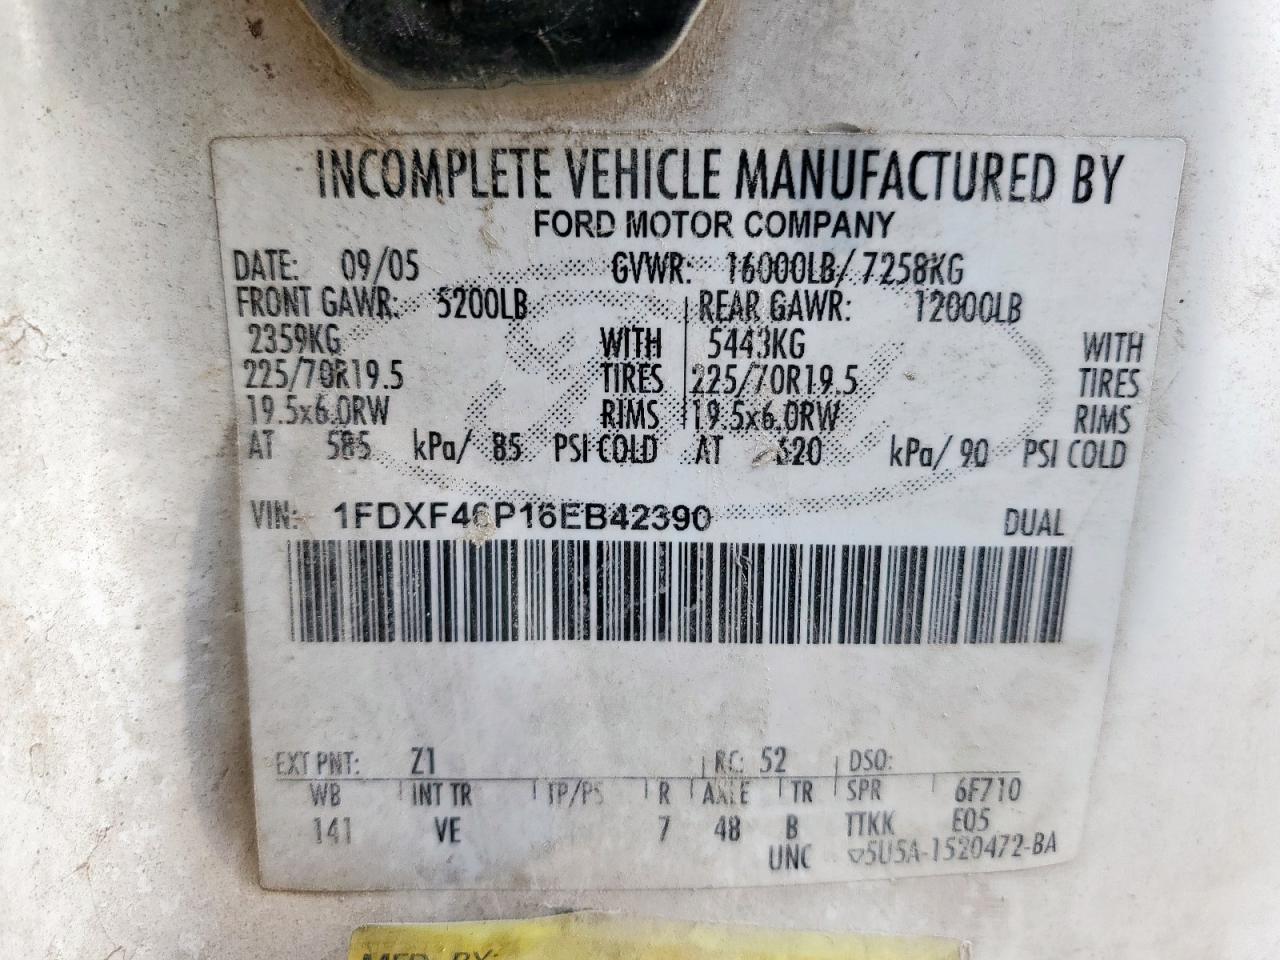 INCOMPLETE VEHICLE MANUFACTURED BY
FORD MOTOR COMPANY
DATE: 09/05 GVWR: 16000LB/ 7258KG
FRONT GAWR: 5200LB REAR GAWR: 12000LB
2359KG WITH 5443KG WITH
225/70R19.5 TIRES 225/70R19.5 TIRES
19.5x6.0RW RIMS 19.5x6.0RW RIMS
AT 585 kPa/ 85 PSI COLD AT 620 kPa/ 90 PSI COLD
VIN: 1FDXF46P16EB42390 DUAL
EXT PNT: Z1 RC: 52 DSO:
WB INT TR TP/PS R AXLE TR SPR 6F710
141 VE 7 48 B TTKK E05
UNC ▽5U5A-1520472-BA
MFD BY: